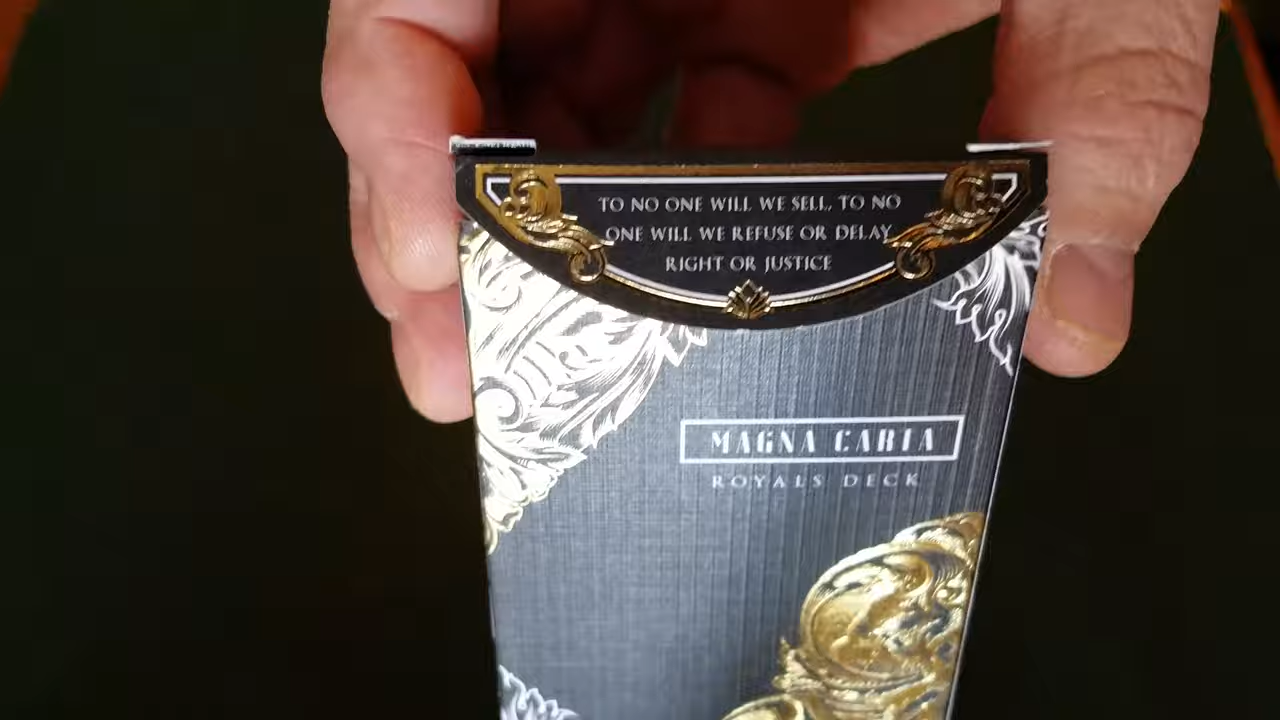 TO NO ONE WILL WE SELL, TO NO
ONE WILL WE REFUSE OR DELAY
RIGHT OR JUSTICE
MAGNA CARTA
ROYALS DECK